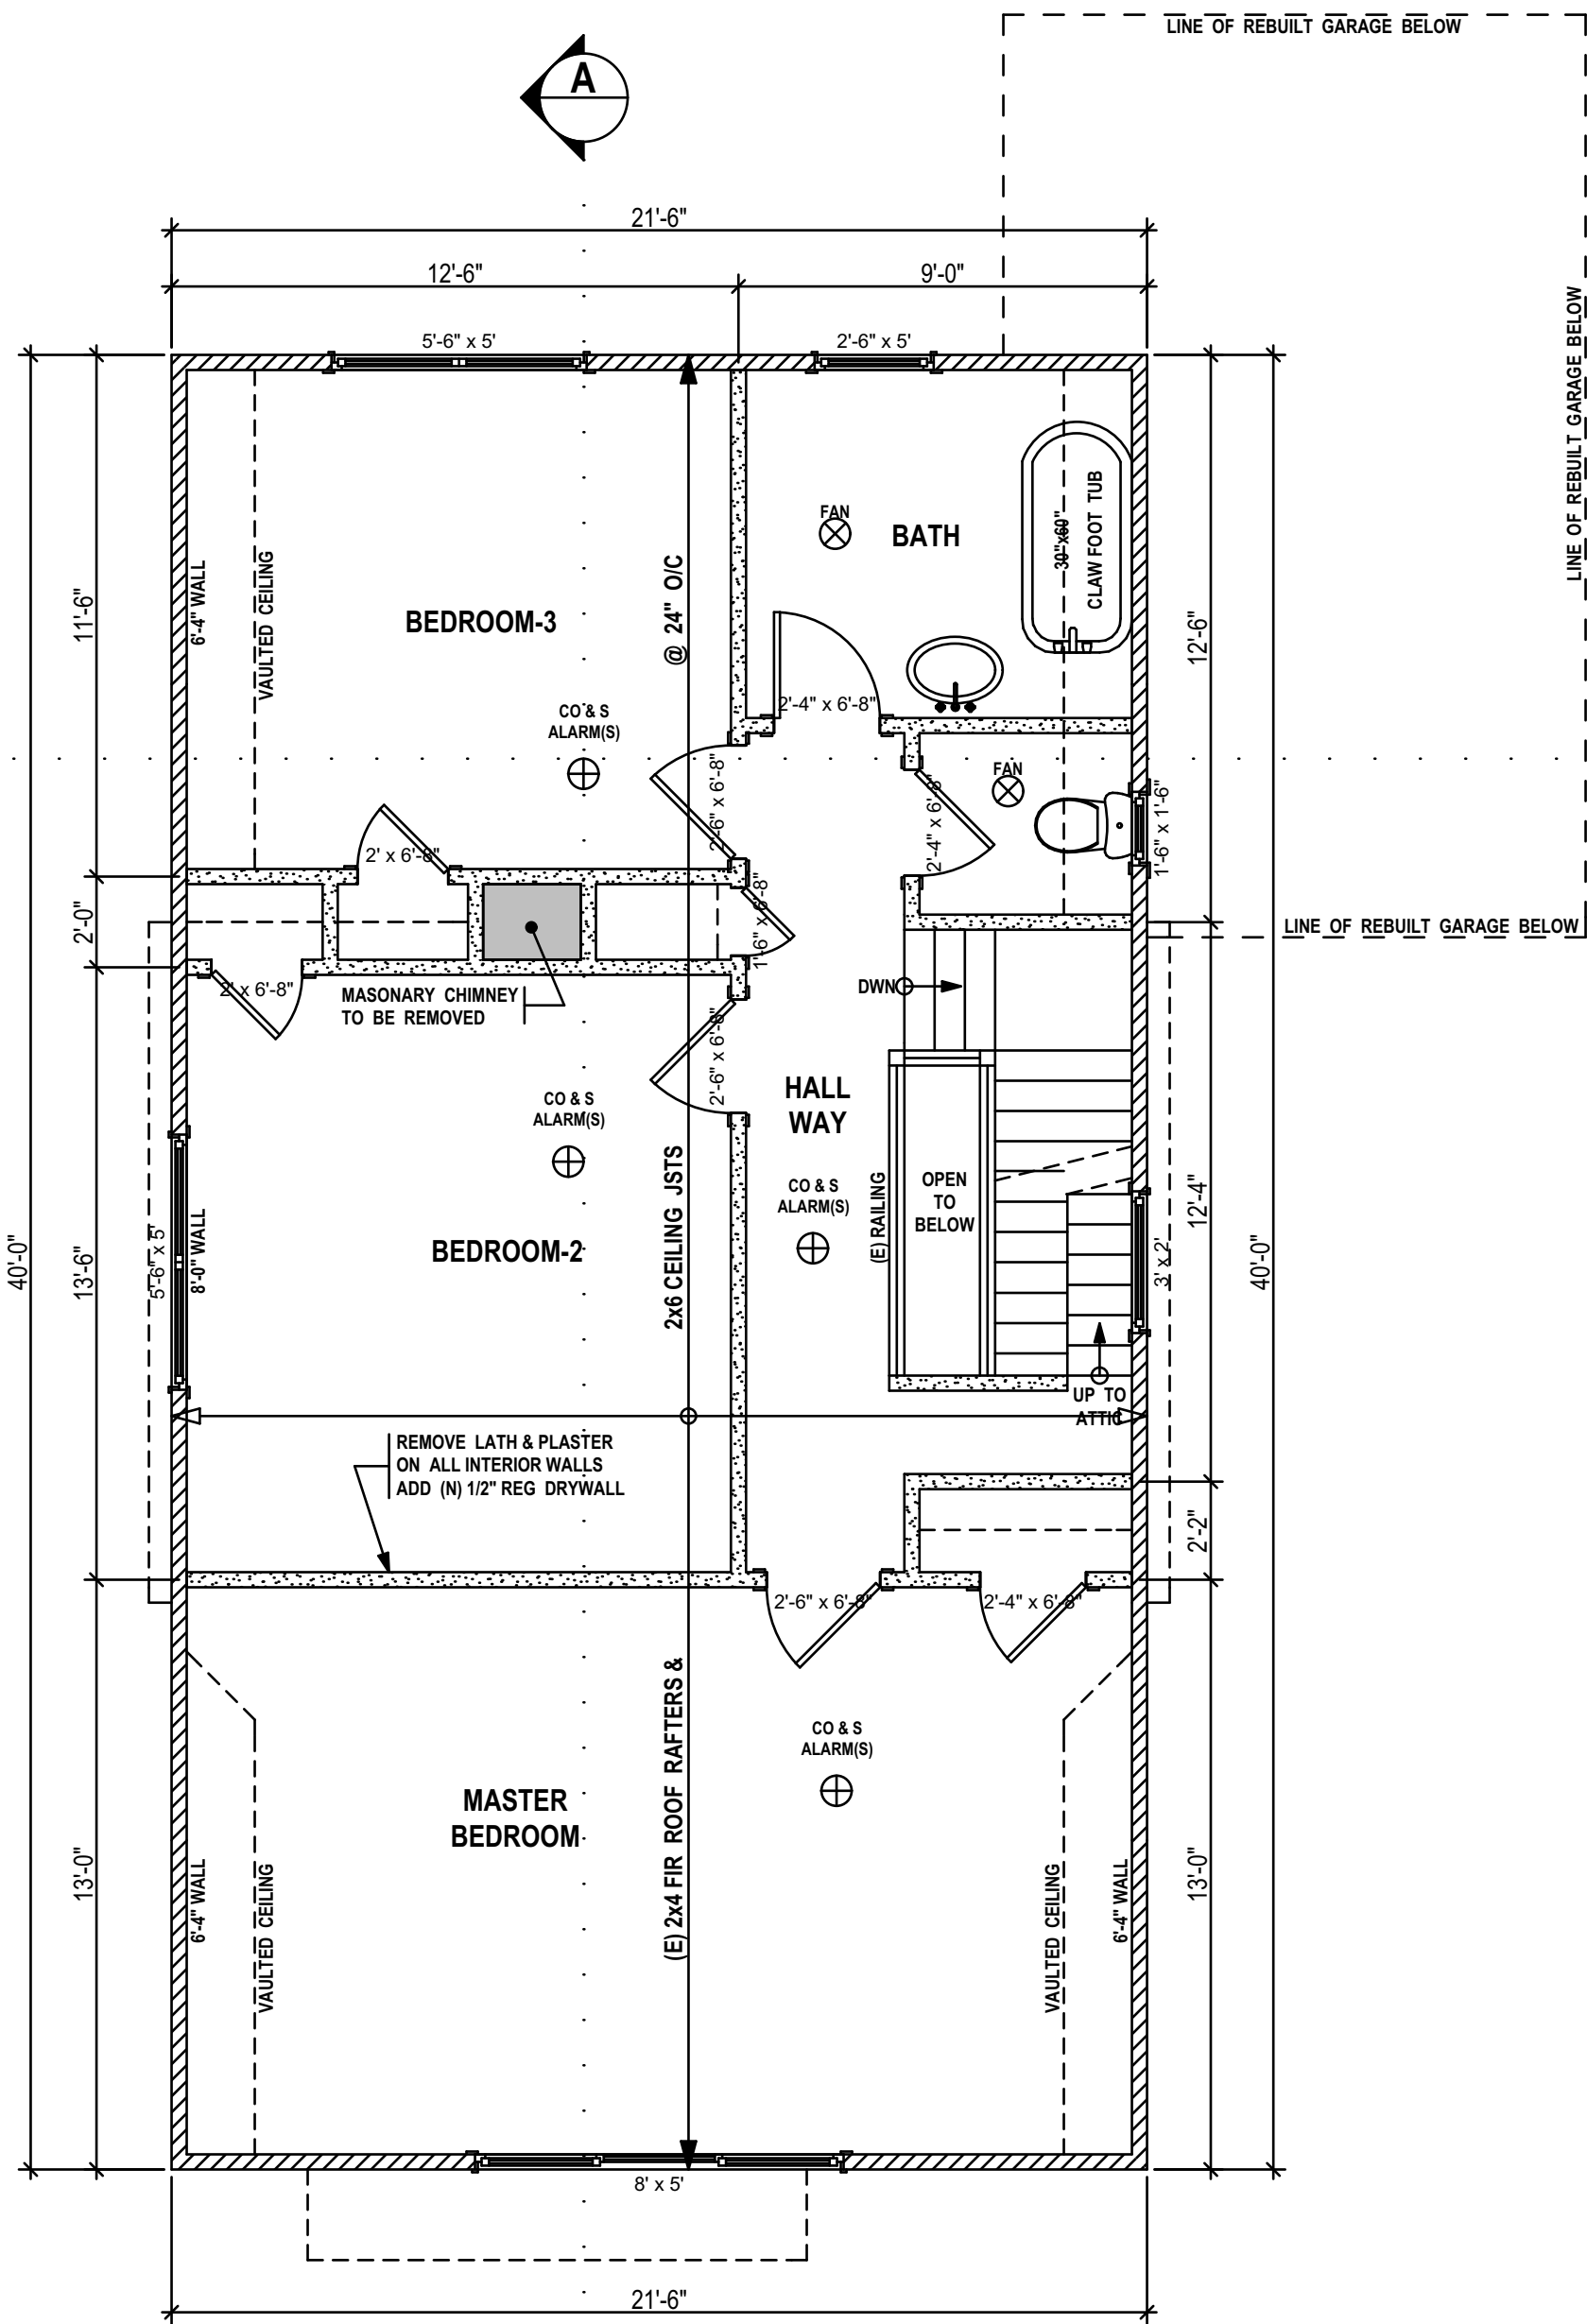 LINE OF REBUILT GARAGE BELOW
A
21'-6"
12'-6"
9'-0"
LINE OF REBUILT GARAGE BELOW
5'-6" x 5'
2'-6" x 5'
FAN
BATH
30"x60"
CLAW FOOT TUB
6'-4" WALL
VAULTED CEILING
BEDROOM-3
@ 24" O/C
11'-6"
12'-6"
2'-4" x 6'-8"
CO & S
ALARM(S)
2'-6" x 6'-8"
FAN
2'-4" x 6'-8"
1'-6" x 1'-6"
2' x 6'-8"
1'-6" x 6'-8"
2'-0"
LINE OF REBUILT GARAGE BELOW
2' x 6'-8"
MASONARY CHIMNEY
TO BE REMOVED
DWN
2'-6" x 6'-8"
HALL
WAY
CO & S
ALARM(S)
OPEN
TO
BELOW
CO & S
ALARM(S)
(E) RAILING
12'-4"
40'-0"
13'-6"
5'-6" x 5'
8'-0" WALL
BEDROOM-2
2x6 CEILING JSTS
3' x 2'
40'-0"
UP TO
ATTIC
REMOVE LATH & PLASTER
ON ALL INTERIOR WALLS
ADD (N) 1/2" REG DRYWALL
2'-2"
2'-6" x 6'-8"
2'-4" x 6'-8"
(E) 2x4 FIR ROOF RAFTERS &
CO & S
ALARM(S)
MASTER
BEDROOM
13'-0"
6'-4" WALL
VAULTED CEILING
VAULTED CEILING
6'-4" WALL
13'-0"
8' x 5'
21'-6"